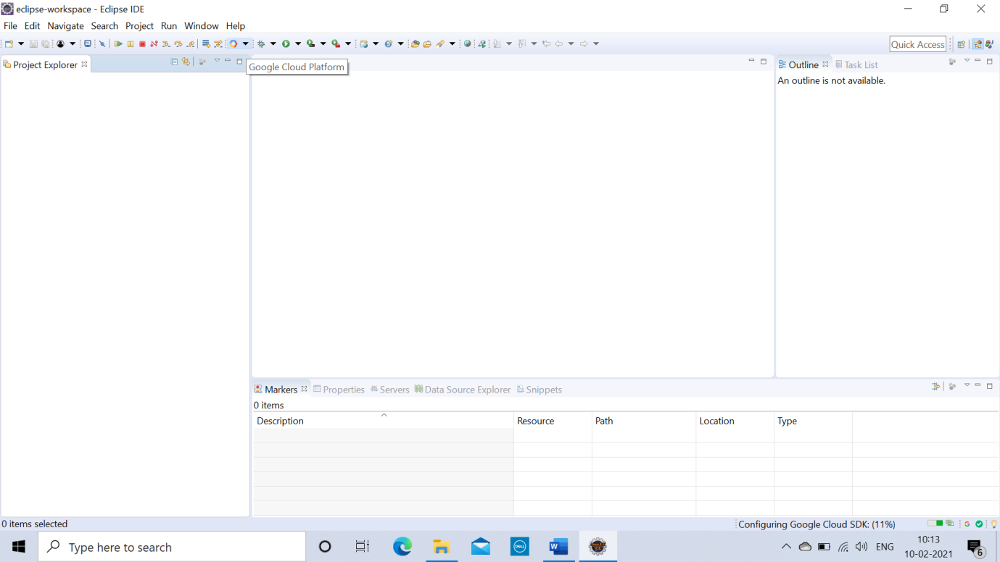 eclipse-workspace - Eclipse IDE
File Edit Navigate Search Project Run Window Help
Quick Access
Project Explorer
Google Cloud Platform
Outline Task List
An outline is not available.
Markers Properties Servers Data Source Explorer Snippets
0 items
Description Resource Path Location Type
0 items selected
Configuring Google Cloud SDK: (11%)
Type here to search
DELL
ENG
10:13
10-02-2021
6